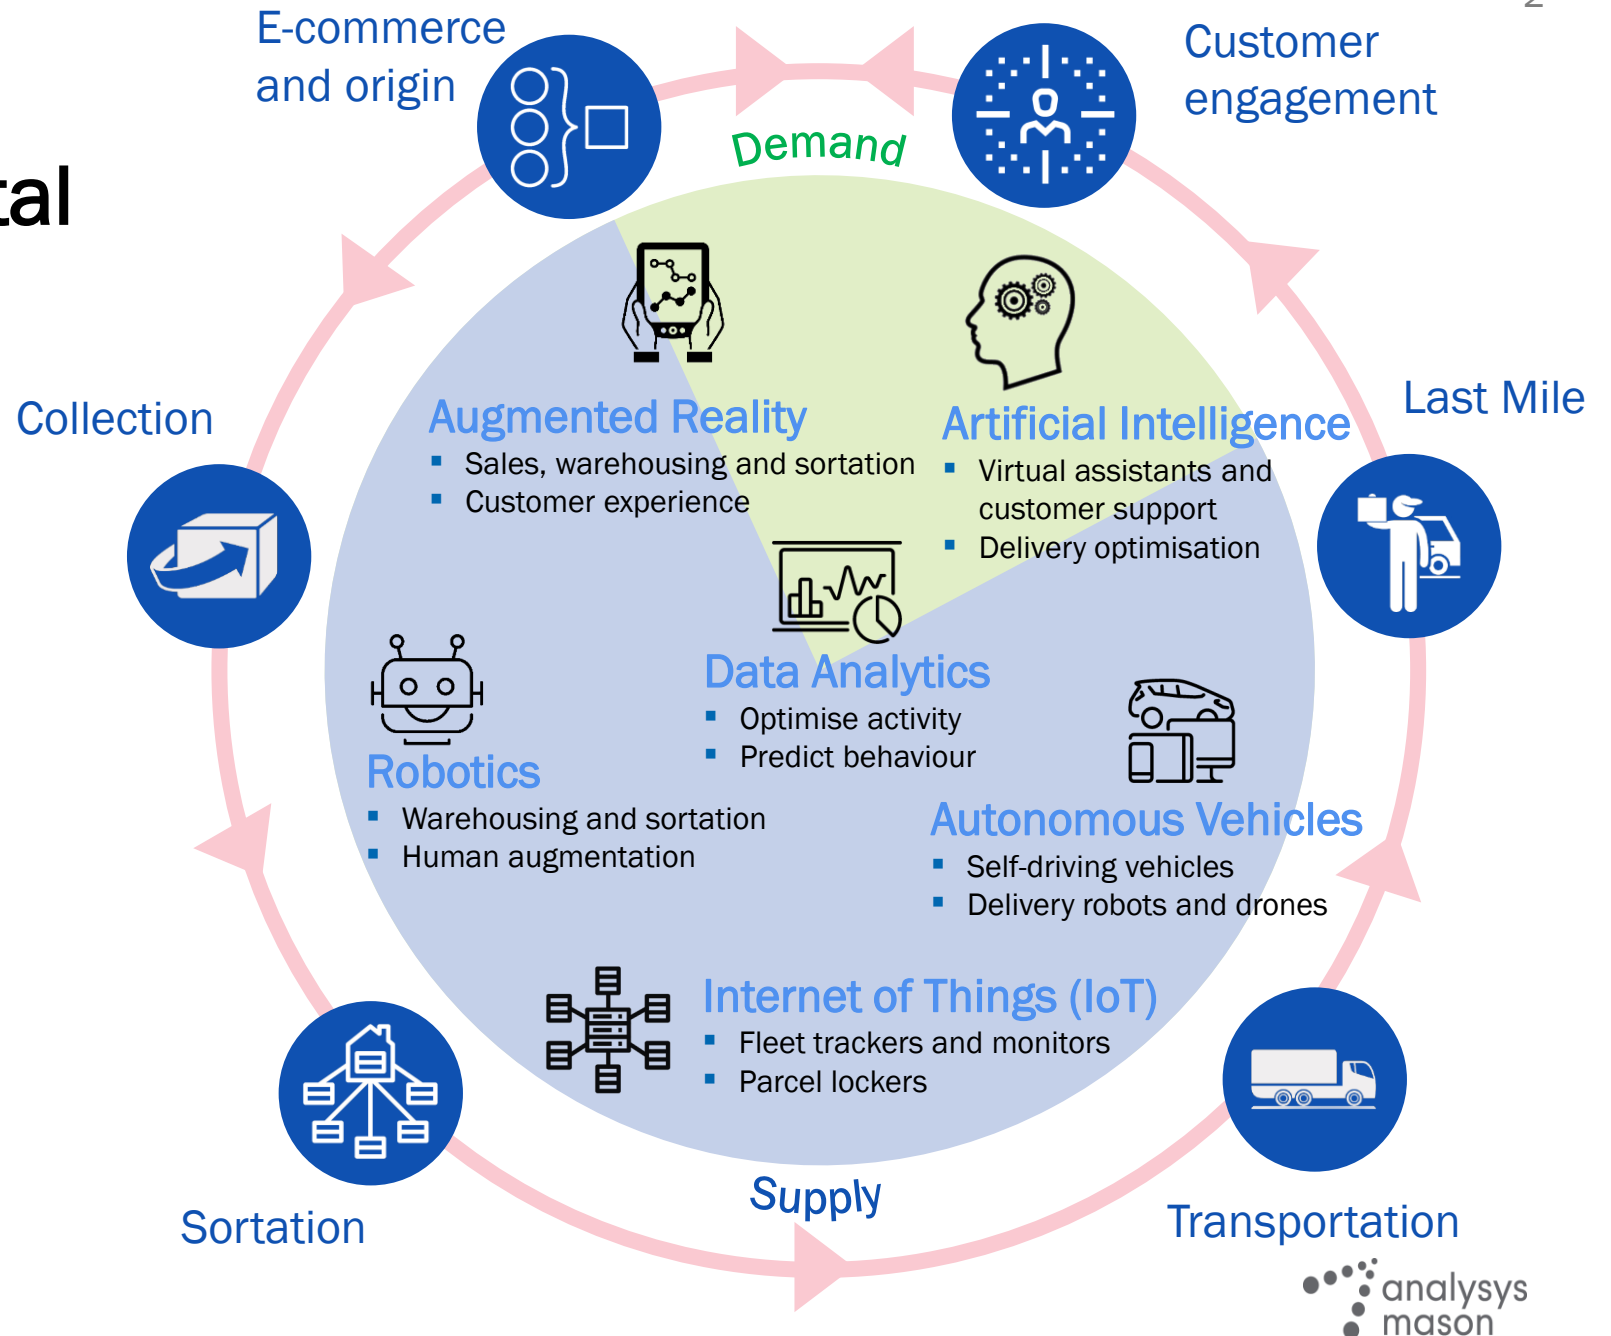 2
E-commerce
and origin
Customer
engagement
Demand
tal
Collection
Last Mile
Augmented Reality
▪ Sales, warehousing and sortation
▪ Customer experience
Artificial Intelligence
▪ Virtual assistants and
customer support
▪ Delivery optimisation
Data Analytics
▪ Optimise activity
▪ Predict behaviour
Robotics
▪ Warehousing and sortation
▪ Human augmentation
Autonomous Vehicles
▪ Self-driving vehicles
▪ Delivery robots and drones
Internet of Things (IoT)
▪ Fleet trackers and monitors
▪ Parcel lockers
Supply
Sortation
Transportation
analysys
mason